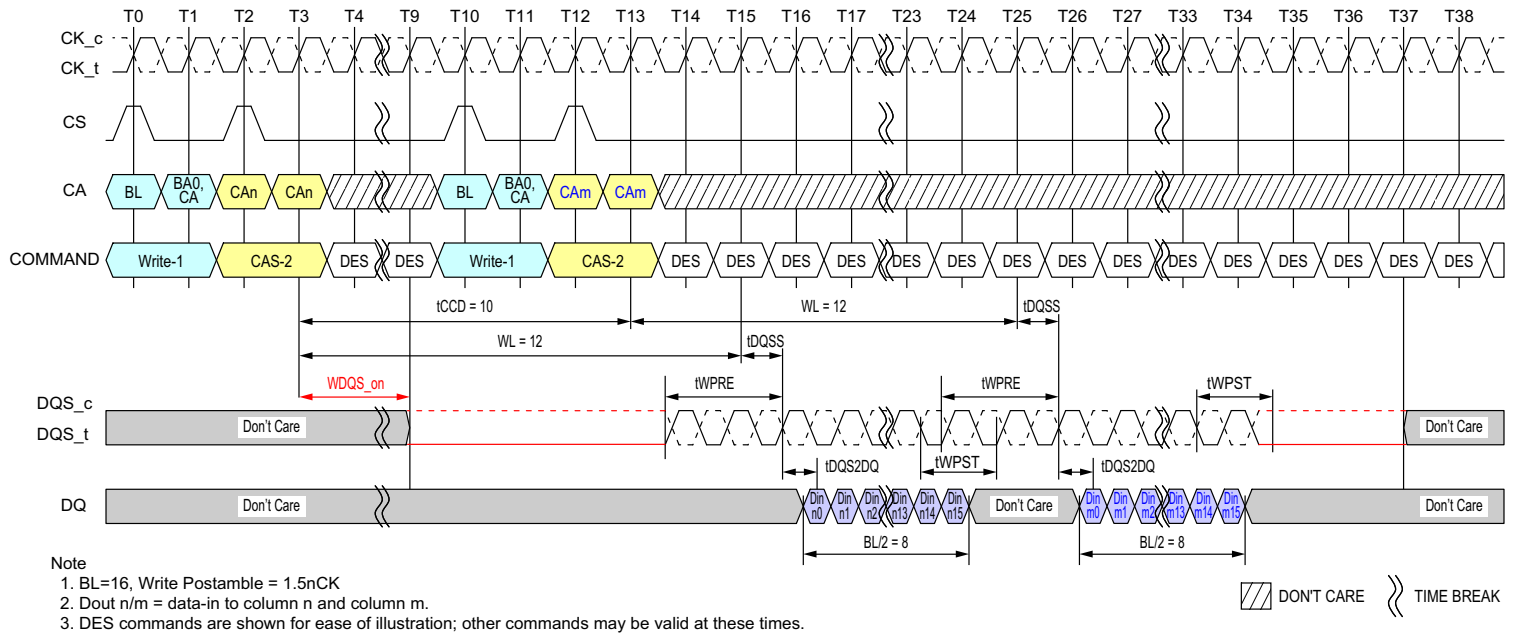 T0 T1 T2 T3 T4 T9 T10 T11 T12 T13 T14 T15 T16 T17 T23 T24 T25 T26 T27 T33 T34 T35 T36 T37 T38
CK_c
CK_t
CS
CA BL BA0, CA CAn CAn BL BA0, CA CAm CAm
COMMAND Write-1 CAS-2 DES DES Write-1 CAS-2 DES DES DES DES DES DES DES DES DES DES DES DES DES DES DES
tCCD = 10 WL = 12 tDQSS
WL = 12 tDQSS
WDQS_on tWPRE tWPRE tWPST
DQS_c
DQS_t Don't Care Don't Care
tDQS2DQ tWPST tDQS2DQ
DQ Don't Care Din n0 Din n1 Din n2 Din n13 Din n14 Din n15 Don't Care Din m0 Din m1 Din m2 Din m13 Din m14 Din m15 Don't Care
BL/2 = 8 BL/2 = 8
Note
1. BL=16, Write Postamble = 1.5nCK
2. Dout n/m = data-in to column n and column m.
3. DES commands are shown for ease of illustration; other commands may be valid at these times.
DON'T CARE TIME BREAK